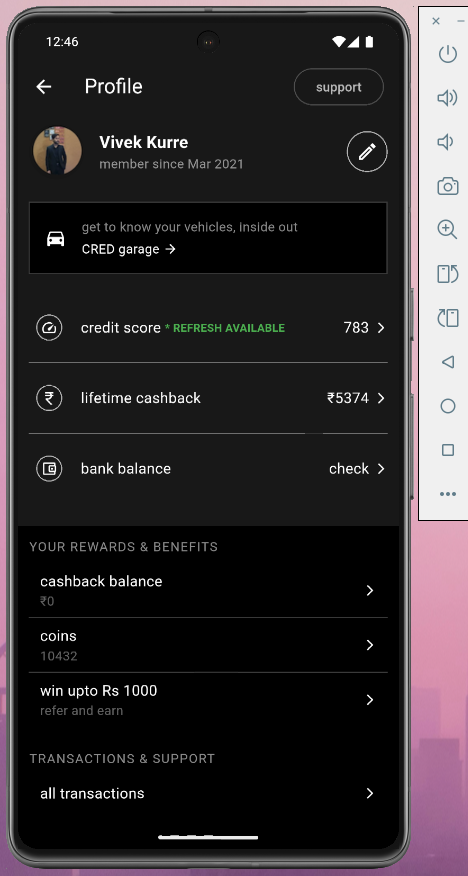 12:46
Profile
support
Vivek Kurre
member since Mar 2021
get to know your vehicles, inside out
CRED garage →
credit score * REFRESH AVAILABLE 783
lifetime cashback ₹5374
bank balance check
YOUR REWARDS & BENEFITS
cashback balance
₹0
coins
10432
win upto Rs 1000
refer and earn
TRANSACTIONS & SUPPORT
all transactions